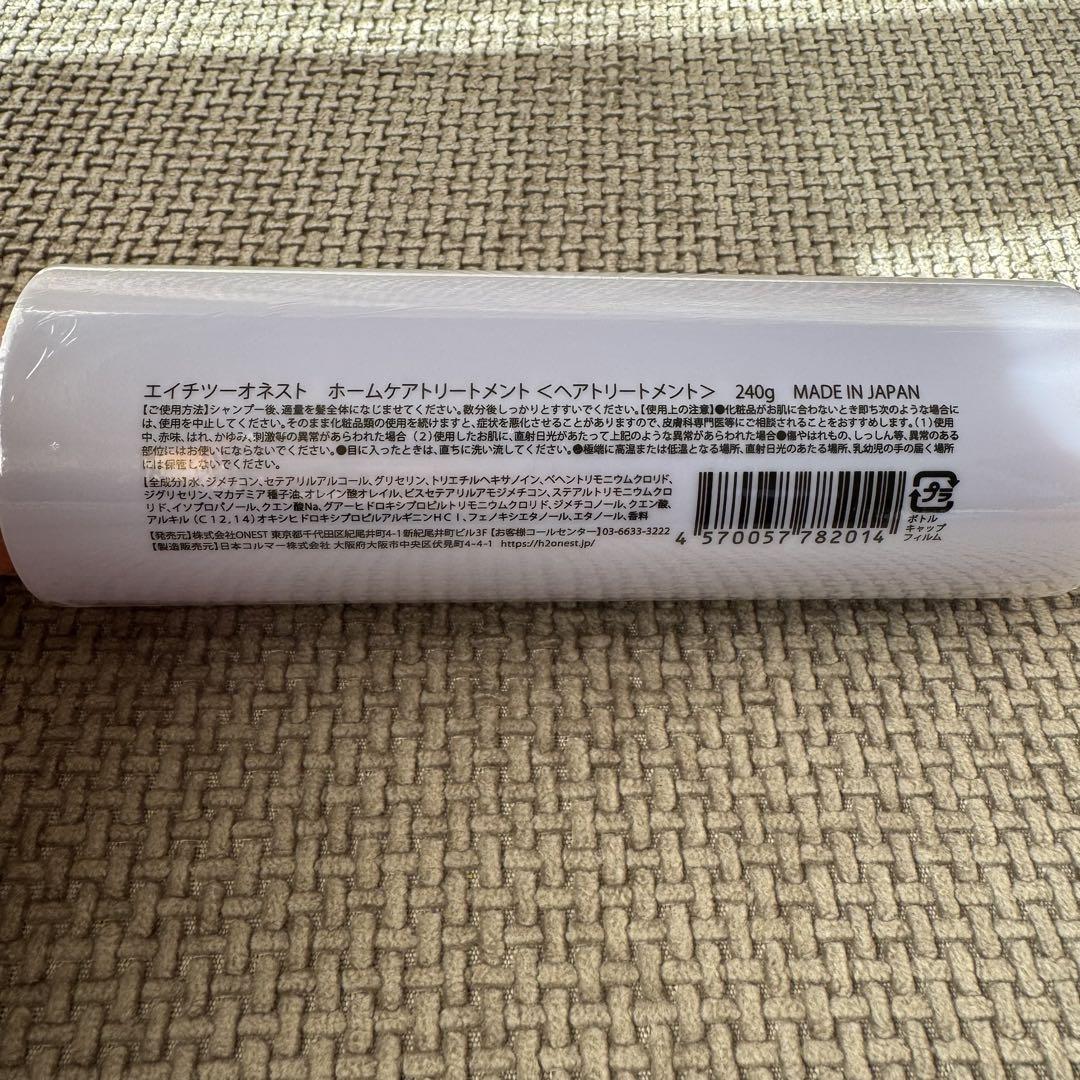 エイチツーオネスト ホームケアトリートメント＜ヘアトリートメント＞ 240g MADE IN JAPAN
【ご使用方法】シャンプー後、適量を髪全体になじませてください。数分後しっかりとすすいでください。【使用上の注意】●化粧品がお肌に合わないとき即ち次のような場合に
は、使用を中止してください。そのまま化粧品類の使用を続けますと、症状を悪化させることがありますので、皮膚科専門医等にご相談されることをおすすめします。（1）使用
中、赤味、はれ、かゆみ、刺激等の異常があらわれた場合（2）使用したお肌に、直射日光があたって上記のような異常があらわれた場合●傷やはれもの、しっしん等、異常のある
部位にはお使いにならないでください。●目に入ったときは、直ちに洗い流してください。●極端に高温または低温となる場所、直射日光のあたる場所、乳幼児の手の届く場所
には保管しないでください。
【全成分】水、ジメチコン、セテアリルアルコール、グリセリン、トリエチルヘキサノイン、ベヘントリモニウムクロリド、
ジグリセリン、マカデミア種子油、オレイン酸オレイル、ビスセテアリルアモジメチコン、ステアルトリモニウムクロ
リド、イソプロパノール、クエン酸Na、グアーヒドロキシプロピルトリモニウムクロリド、ジメチコノール、クエン酸、
アルキル（C12,14）オキシヒドロキシプロピルアルギニンHCl、フェノキシエタノール、エタノール、香料
【発売元】株式会社ONEST 東京都千代田区紀尾井町4-1新紀尾井町ビル3F【お客様コールセンター】03-6633-3222
【製造販売元】日本コルマー株式会社 大阪府大阪市中央区伏見町4-4-1 https://h2onest.jp/
4 570057 782014
プラ
ボトル
キャップ
フィルム